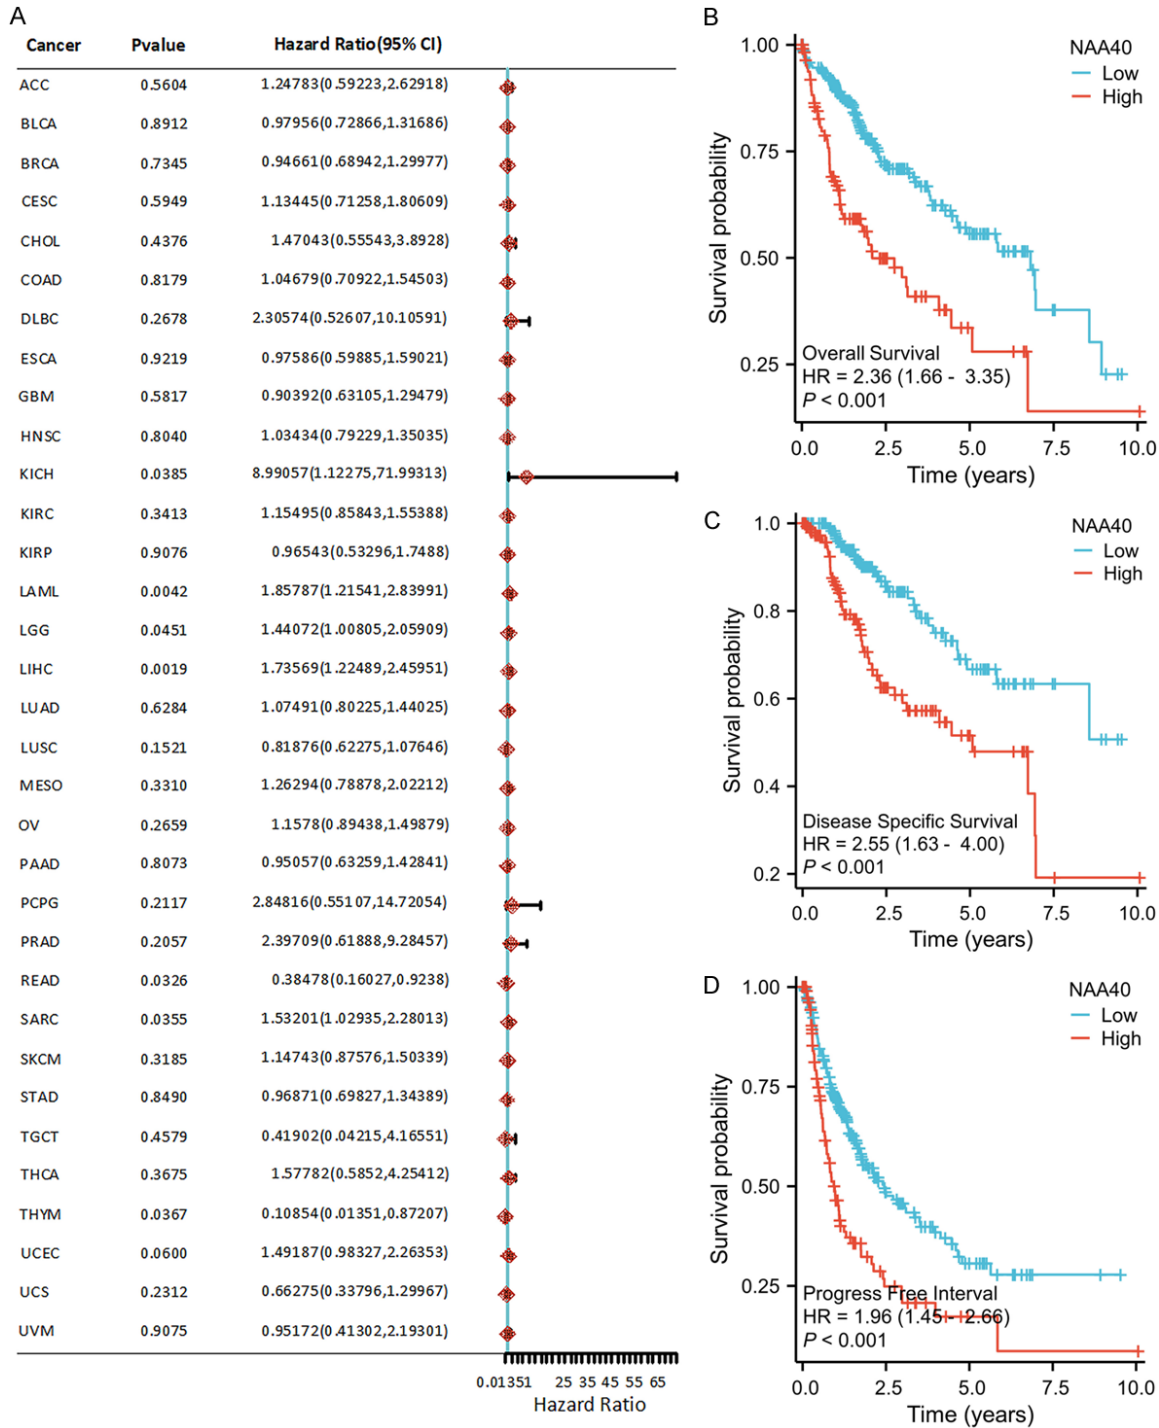 A
Cancer Pvalue Hazard Ratio(95% CI)
ACC 0.5604 1.24783(0.59223,2.62918)
BLCA 0.8912 0.97956(0.72866,1.31686)
BRCA 0.7345 0.94661(0.68942,1.29977)
CESC 0.5949 1.13445(0.71258,1.80609)
CHOL 0.4376 1.47043(0.55543,3.8928)
COAD 0.8179 1.04679(0.70922,1.54503)
DLBC 0.2678 2.30574(0.52607,10.10591)
ESCA 0.9219 0.97586(0.59885,1.59021)
GBM 0.5817 0.90392(0.63105,1.29479)
HNSC 0.8040 1.03434(0.79229,1.35035)
KICH 0.0385 8.99057(1.12275,71.99313)
KIRC 0.3413 1.15495(0.85843,1.55388)
KIRP 0.9076 0.96543(0.53296,1.7488)
LAML 0.0042 1.85787(1.21541,2.83991)
LGG 0.0451 1.44072(1.00805,2.05909)
LIHC 0.0019 1.73569(1.22489,2.45951)
LUAD 0.6284 1.07491(0.80225,1.44025)
LUSC 0.1521 0.81876(0.62275,1.07646)
MESO 0.3310 1.26294(0.78878,2.02212)
OV 0.2659 1.1578(0.89438,1.49879)
PAAD 0.8073 0.95057(0.63259,1.42841)
PCPG 0.2117 2.84816(0.55107,14.72054)
PRAD 0.2057 2.39709(0.61888,9.28457)
READ 0.0326 0.38478(0.16027,0.9238)
SARC 0.0355 1.53201(1.02935,2.28013)
SKCM 0.3185 1.14743(0.87576,1.50339)
STAD 0.8490 0.96871(0.69827,1.34389)
TGCT 0.4579 0.41902(0.04215,4.16551)
THCA 0.3675 1.57782(0.5852,4.25412)
THYM 0.0367 0.10854(0.01351,0.87207)
UCEC 0.0600 1.49187(0.98327,2.26353)
UCS 0.2312 0.66275(0.33796,1.29967)
UVM 0.9075 0.95172(0.41302,2.19301)
0.01351 25 35 45 55 65
Hazard Ratio
B
NAA40
Low
High
Survival probability
1.00
0.75
0.50
0.25
Overall Survival
HR = 2.36 (1.66 - 3.35)
P < 0.001
0.0 2.5 5.0 7.5 10.0
Time (years)
C
NAA40
Low
High
Survival probability
1.0
0.8
0.6
0.4
0.2
Disease Specific Survival
HR = 2.55 (1.63 - 4.00)
P < 0.001
0.0 2.5 5.0 7.5 10.0
Time (years)
D
NAA40
Low
High
Survival probability
1.00
0.75
0.50
0.25
Progress Free Interval
HR = 1.96 (1.45 - 2.66)
P < 0.001
0.0 2.5 5.0 7.5 10.0
Time (years)